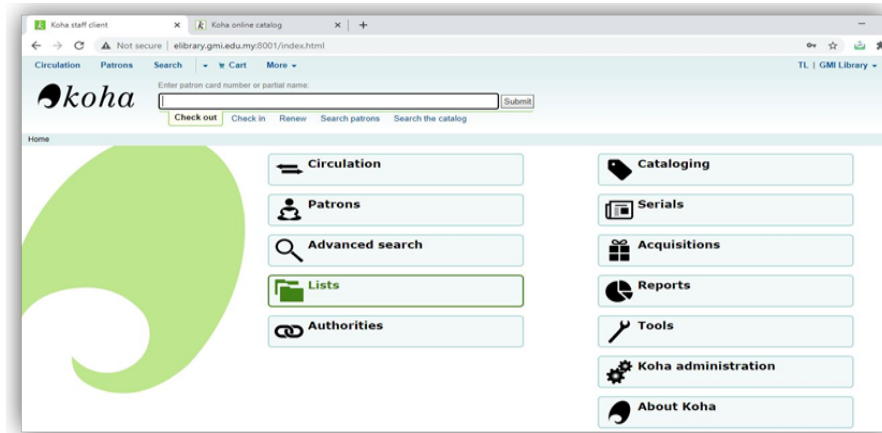 Koha staff client
Koha online catalog
Not secure | elibrary.gmi.edu.my:8001/index.html
Circulation Patrons Search Cart More TL | GMI Library
koha
Enter patron card number or partial name:
Submit
Check out Check in Renew Search patrons Search the catalog
Home
Circulation
Cataloging
Patrons
Serials
Advanced search
Acquisitions
Lists
Reports
Authorities
Tools
Koha administration
About Koha